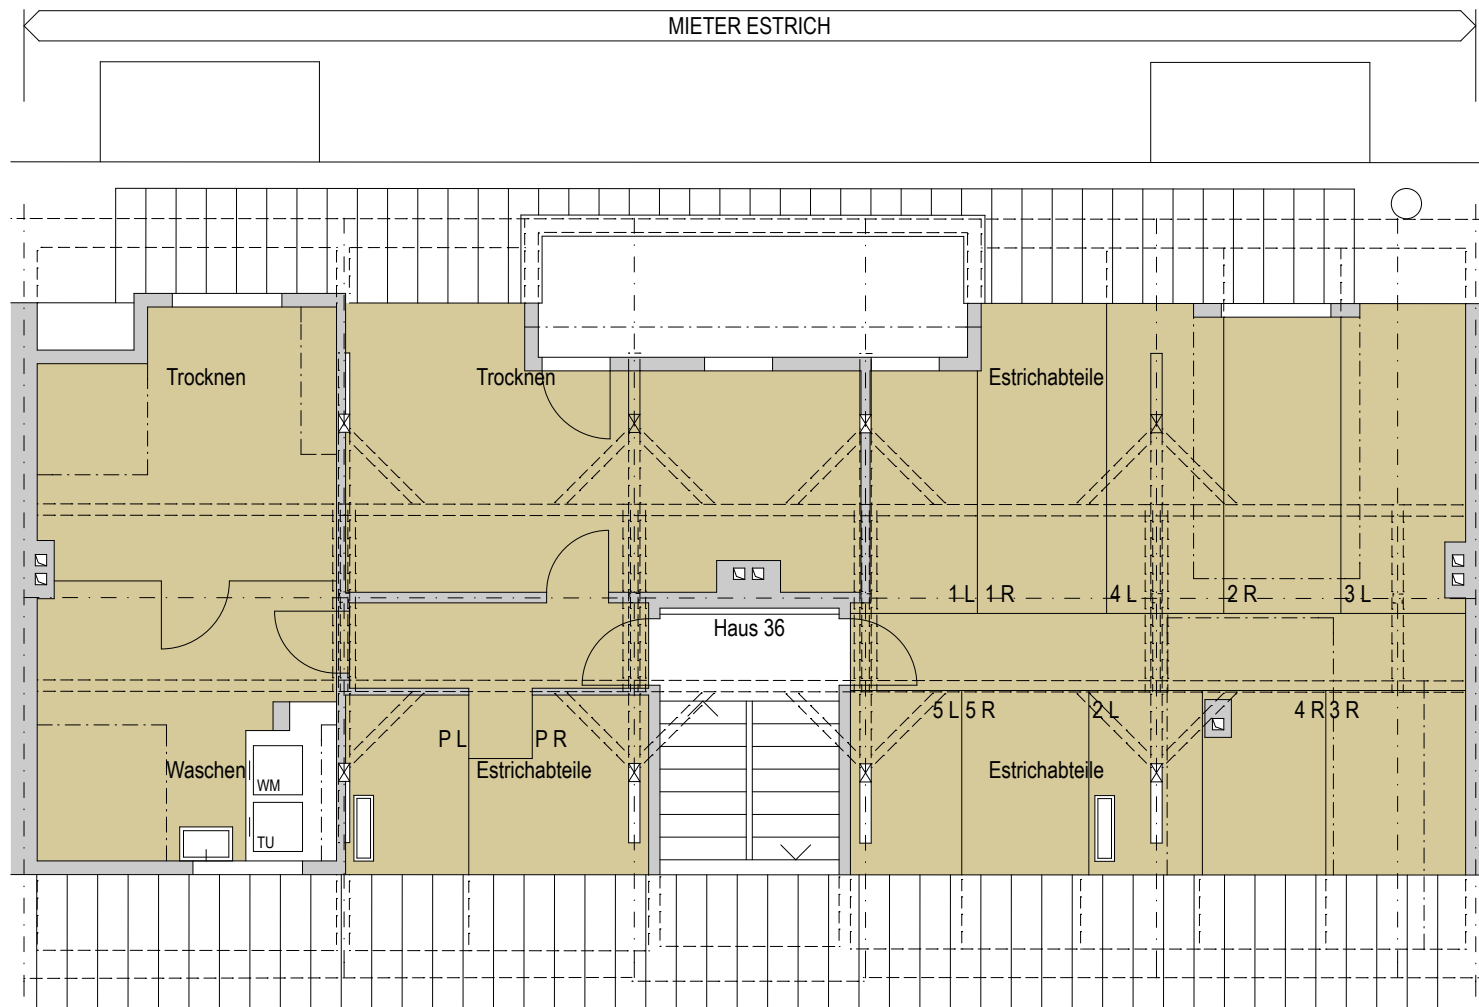 MIETER ESTRICH
Trocknen
Trocknen
Estrichabteile
1 L 1 R 4 L 2 R 3 L
Haus 36
5 L 5 R 2 L 4 R 3 R
P L P R
Waschen
Estrichabteile
Estrichabteile
WM
TU